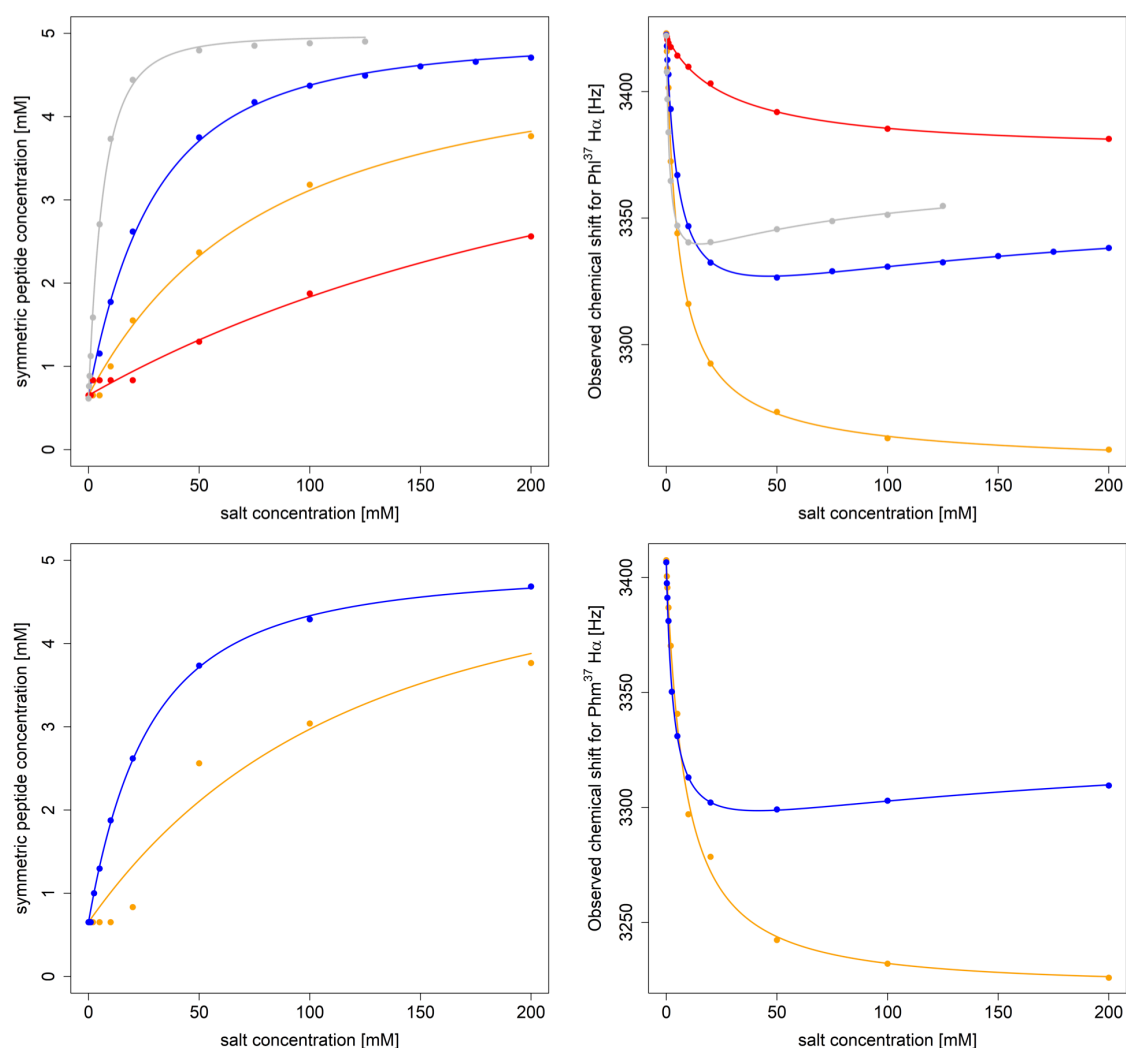 symmetric peptide concentration [mM]
5
4
3
2
1
0
0 50 100 150 200
salt concentration [mM]
Observed chemical shift for Phl³⁷ Hα [Hz]
3400
3350
3300
0 50 100 150 200
salt concentration [mM]
symmetric peptide concentration [mM]
5
4
3
2
1
0
0 50 100 150 200
salt concentration [mM]
Observed chemical shift for Phm³⁷ Hα [Hz]
3400
3350
3300
3250
0 50 100 150 200
salt concentration [mM]